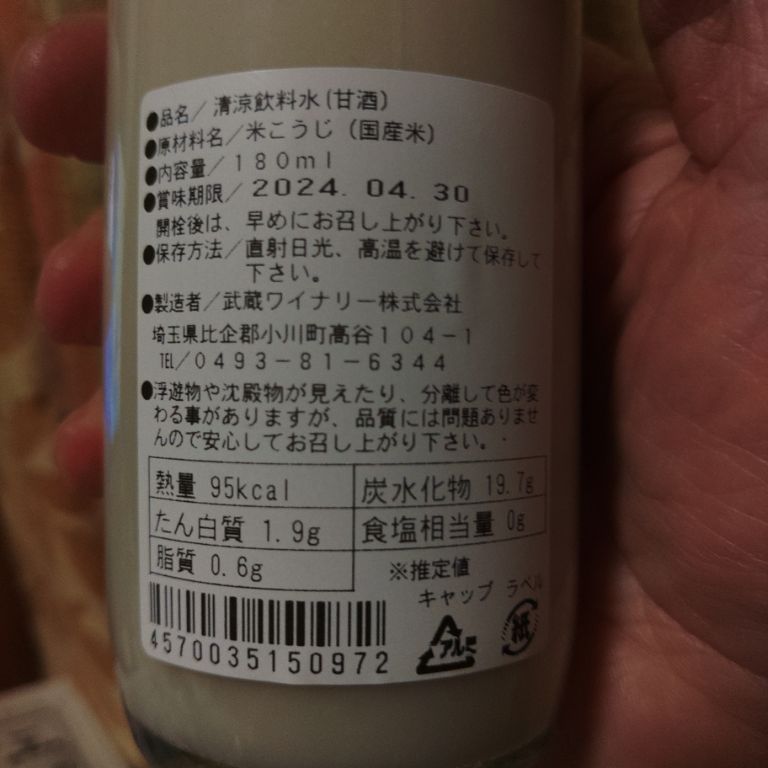 ●品名／清涼飲料水(甘酒)
●原材料名／米こうじ（国産米）
●内容量／１８０ｍｌ
●賞味期限／2024. 04. 30
開栓後は、早めにお召し上がり下さい。
●保存方法／直射日光、高温を避けて保存して
下さい。
●製造者／武蔵ワイナリー株式会社
埼玉県比企郡小川町高谷１０４－１
℡／０４９３－８１－６３４４
●浮遊物や沈殿物が見えたり、分離して色が変
わる事がありますが、品質には問題ありませ
んので安心してお召し上がり下さい。
熱量 95kcal 炭水化物 19.7g
たん白質 1.9g 食塩相当量 0g
脂質 0.6g ※推定値
キャップ ラベル
アルミ 紙
4570035150972